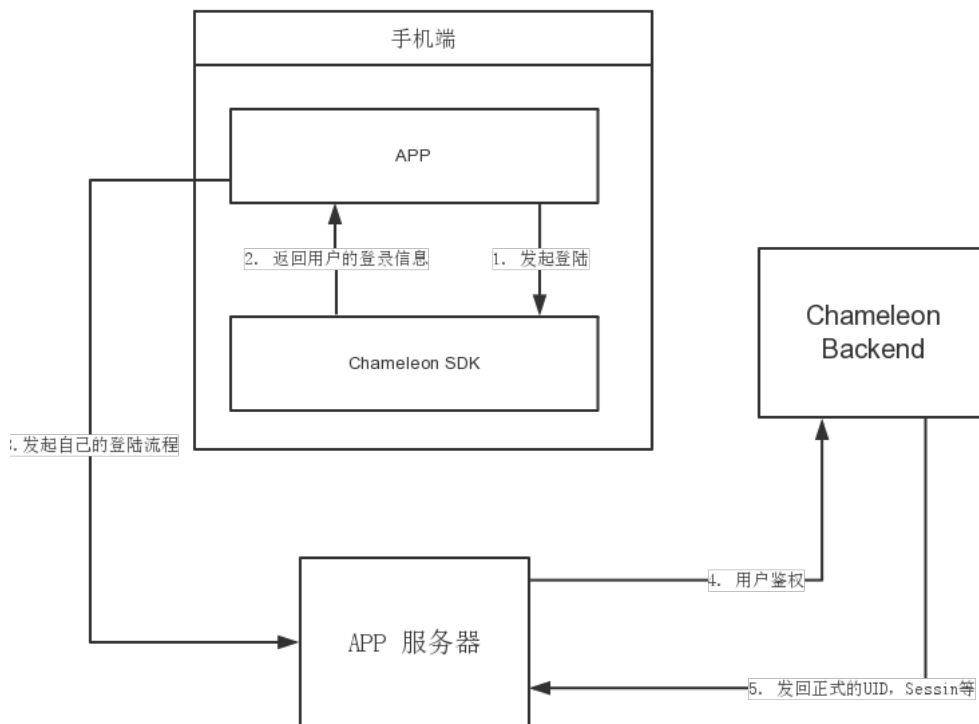 手机端
APP
2. 返回用户的登录信息
1. 发起登陆
Chameleon SDK
Chameleon
Backend
3.发起自己的登陆流程
4. 用户鉴权
APP 服务器
5. 发回正式的UID, Sessin等